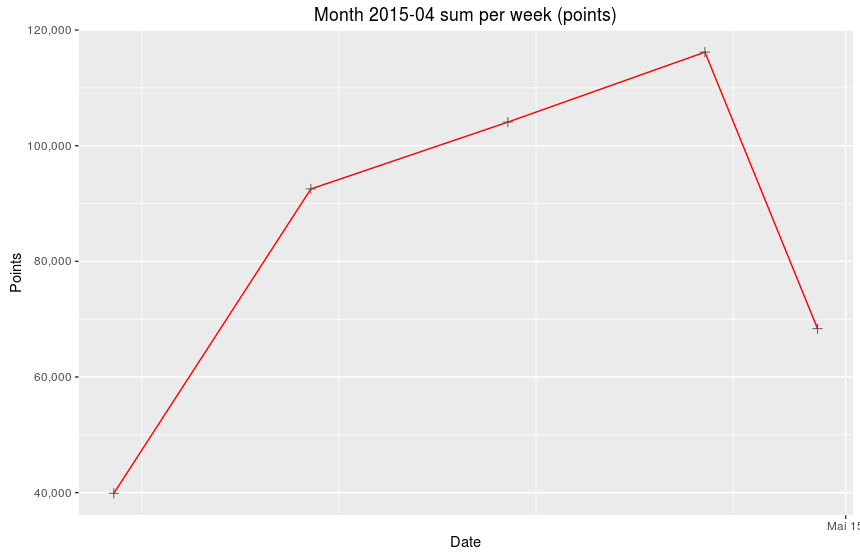 Month 2015-04 sum per week (points)
120,000
100,000
80,000
60,000
40,000
Points
Mai 15
Date